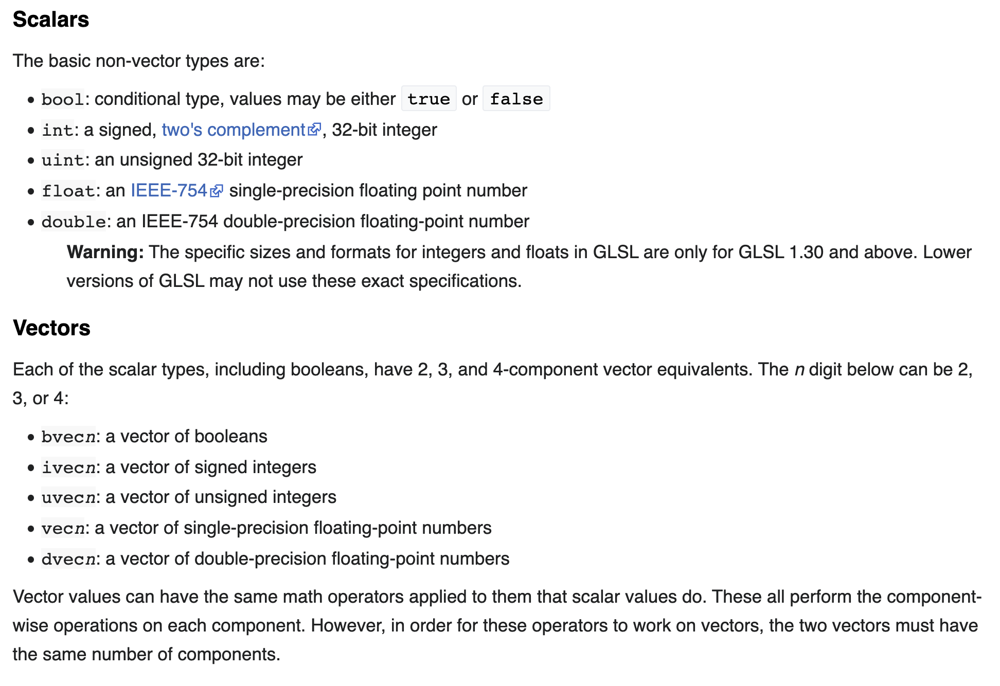 Scalars
The basic non-vector types are:
• bool: conditional type, values may be either true or false
• int: a signed, two's complement, 32-bit integer
• uint: an unsigned 32-bit integer
• float: an IEEE-754 single-precision floating point number
• double: an IEEE-754 double-precision floating-point number
Warning: The specific sizes and formats for integers and floats in GLSL are only for GLSL 1.30 and above. Lower
versions of GLSL may not use these exact specifications.
Vectors
Each of the scalar types, including booleans, have 2, 3, and 4-component vector equivalents. The n digit below can be 2,
3, or 4:
• bvecn: a vector of booleans
• ivecn: a vector of signed integers
• uvecn: a vector of unsigned integers
• vecn: a vector of single-precision floating-point numbers
• dvecn: a vector of double-precision floating-point numbers
Vector values can have the same math operators applied to them that scalar values do. These all perform the component-
wise operations on each component. However, in order for these operators to work on vectors, the two vectors must have
the same number of components.